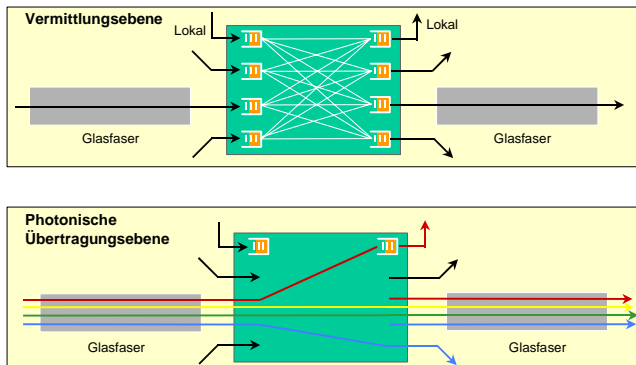 Vermittlungsebene
Lokal
Lokal
Glasfaser
Glasfaser
Photonische
Übertragungsebene
Glasfaser
Glasfaser